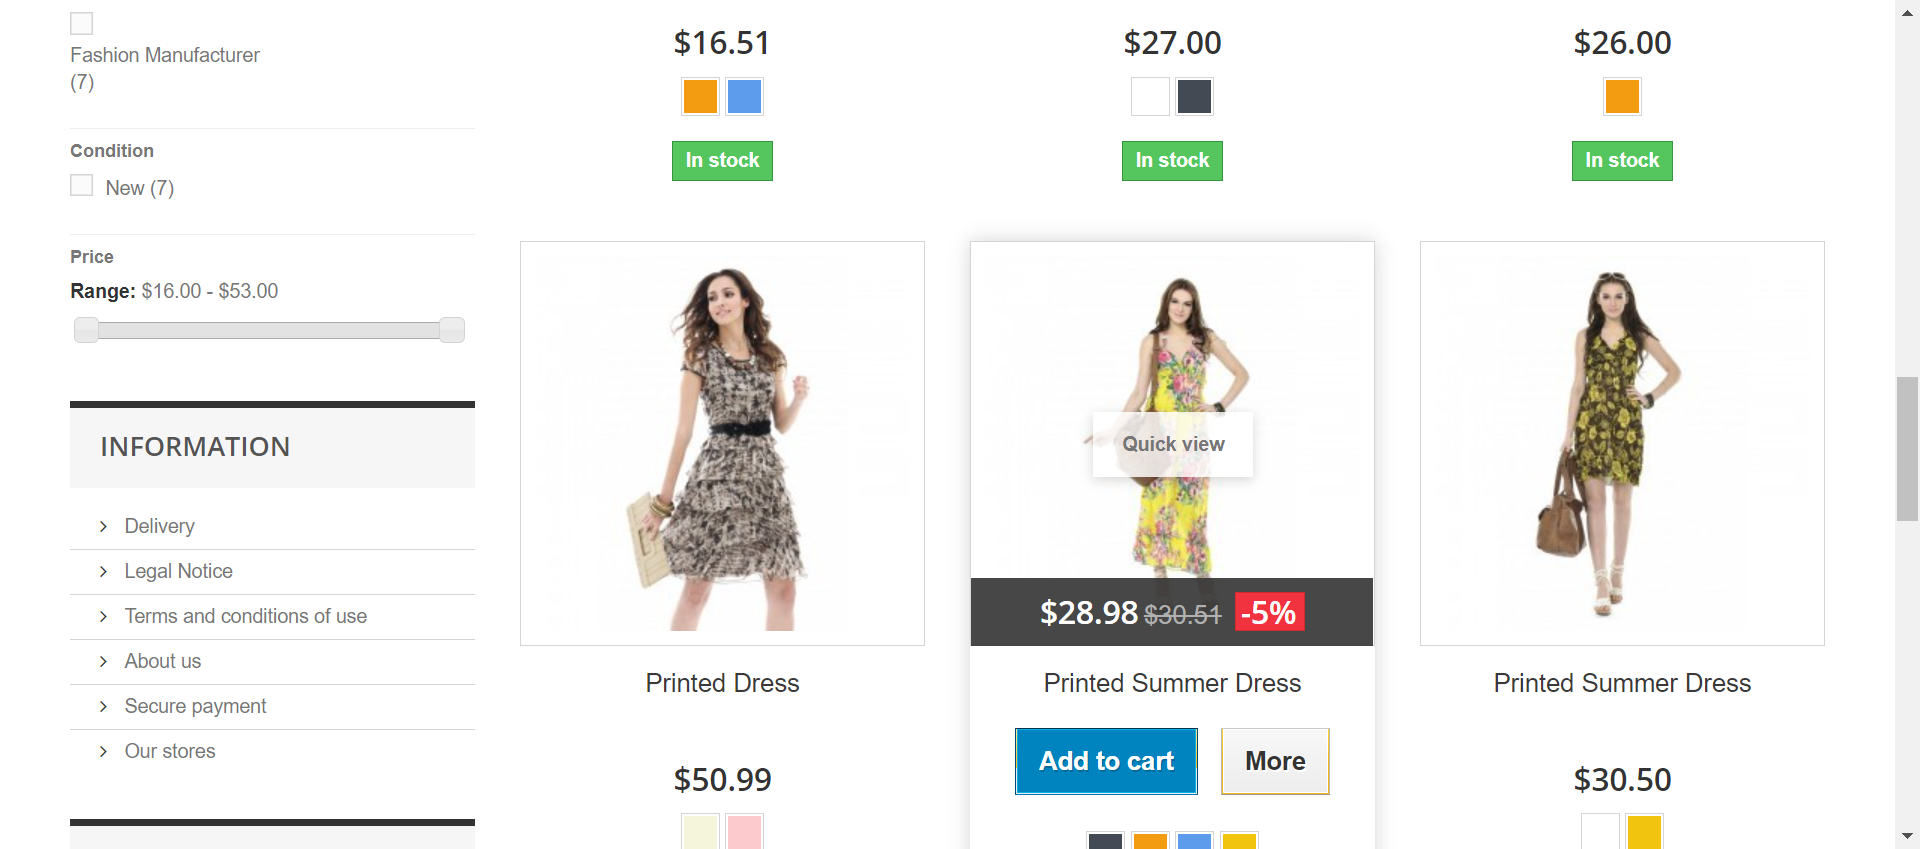 Fashion Manufacturer
(7)
Condition
New (7)
Price
Range: $16.00 - $53.00
INFORMATION
Delivery
Legal Notice
Terms and conditions of use
About us
Secure payment
Our stores
$16.51
In stock
$27.00
In stock
$26.00
In stock
Printed Dress
$50.99
Quick view
$28.98 $30.51 -5%
Printed Summer Dress
Add to cart
More
Printed Summer Dress
$30.50